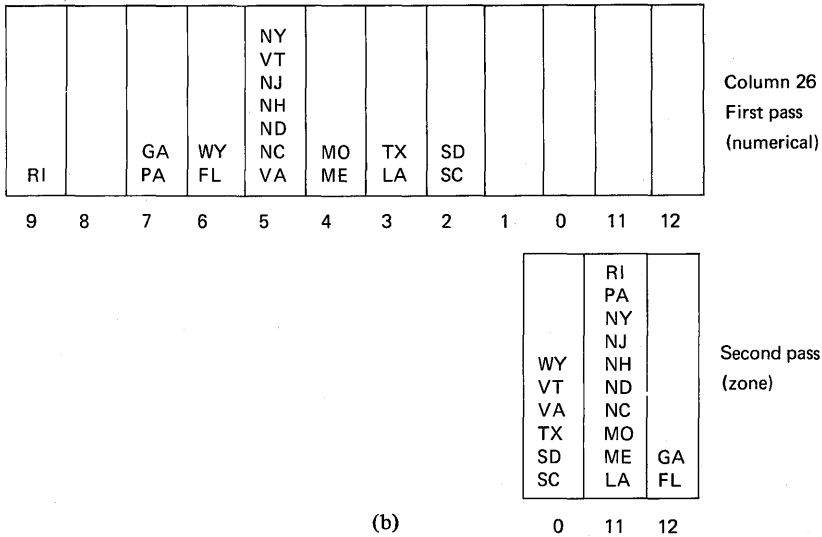 NY
VT
NJ
NH
ND
GA WY NC MO TX SD
RI PA FL VA ME LA SC
9 8 7 6 5 4 3 2 1 0 11 12
Column 26
First pass
(numerical)
RI
PA
NY
NJ
WY NH
VT ND
VA NC
TX MO
SD ME GA
SC LA FL
0 11 12
Second pass
(zone)
(b)